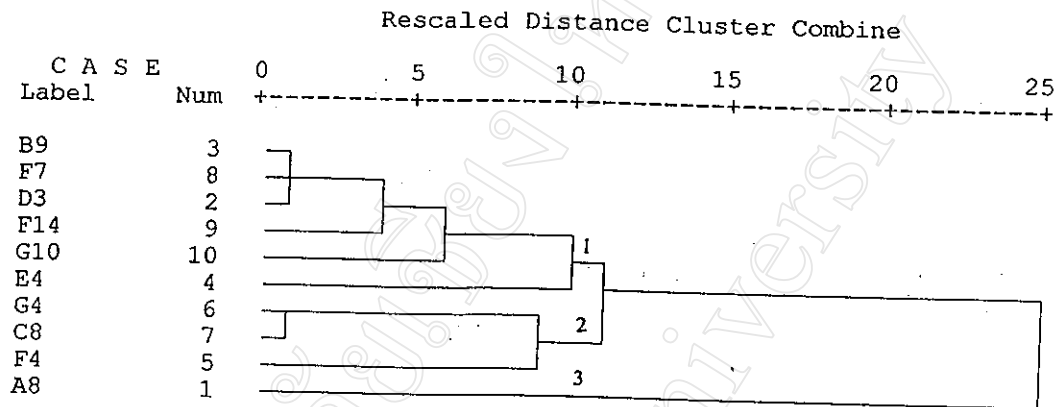 Rescaled Distance Cluster Combine
C A S E 0 5 10 15 20 25
Label Num +---------+---------+---------+---------+---------+
B9 3
F7 8
D3 2
F14 9
G10 10
1
E4 4
G4 6
2
C8 7
F4 5
3
A8 1
University